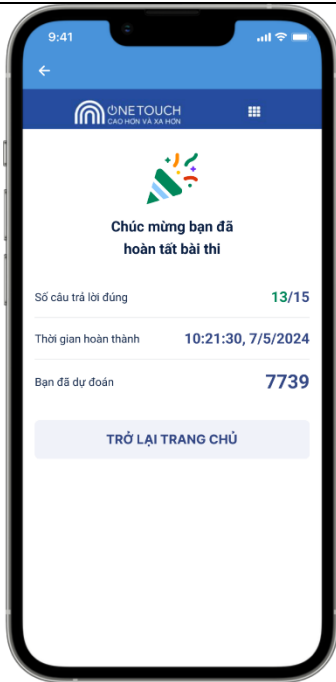 9:41
ONETOUCH
CAO HƠN VÀ XA HƠN
Chúc mừng bạn đã
hoàn tất bài thi
Số câu trả lời đúng 13/15
Thời gian hoàn thành 10:21:30, 7/5/2024
Bạn đã dự đoán 7739
TRỞ LẠI TRANG CHỦ